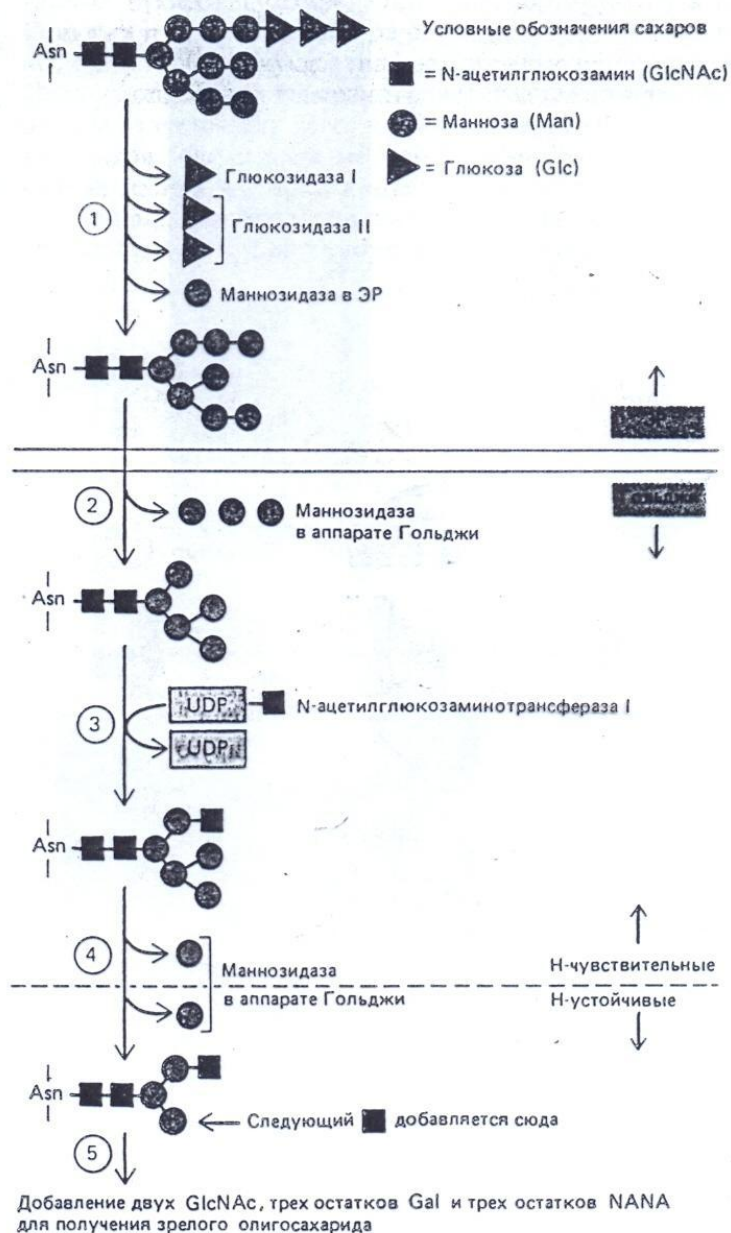 Условные обозначения сахаров
Asn
= N-ацетилглюкозамин (GlcNAc)
= Манноза (Man)
= Глюкоза (Glc)
1
Глюкозидаза I
Глюкозидаза II
Маннозидаза в ЭР
Asn
2
Маннозидаза
в аппарате Гольджи
Гольджи
Asn
3
UDP
N-ацетилглюкозаминотрансфераза I
UDP
Asn
4
Маннозидаза
в аппарате Гольджи
Н-чувствительные
Н-устойчивые
Asn
Следующий добавляется сюда
5
Добавление двух GlcNAc, трех остатков Gal и трех остатков NANA
для получения зрелого олигосахарида